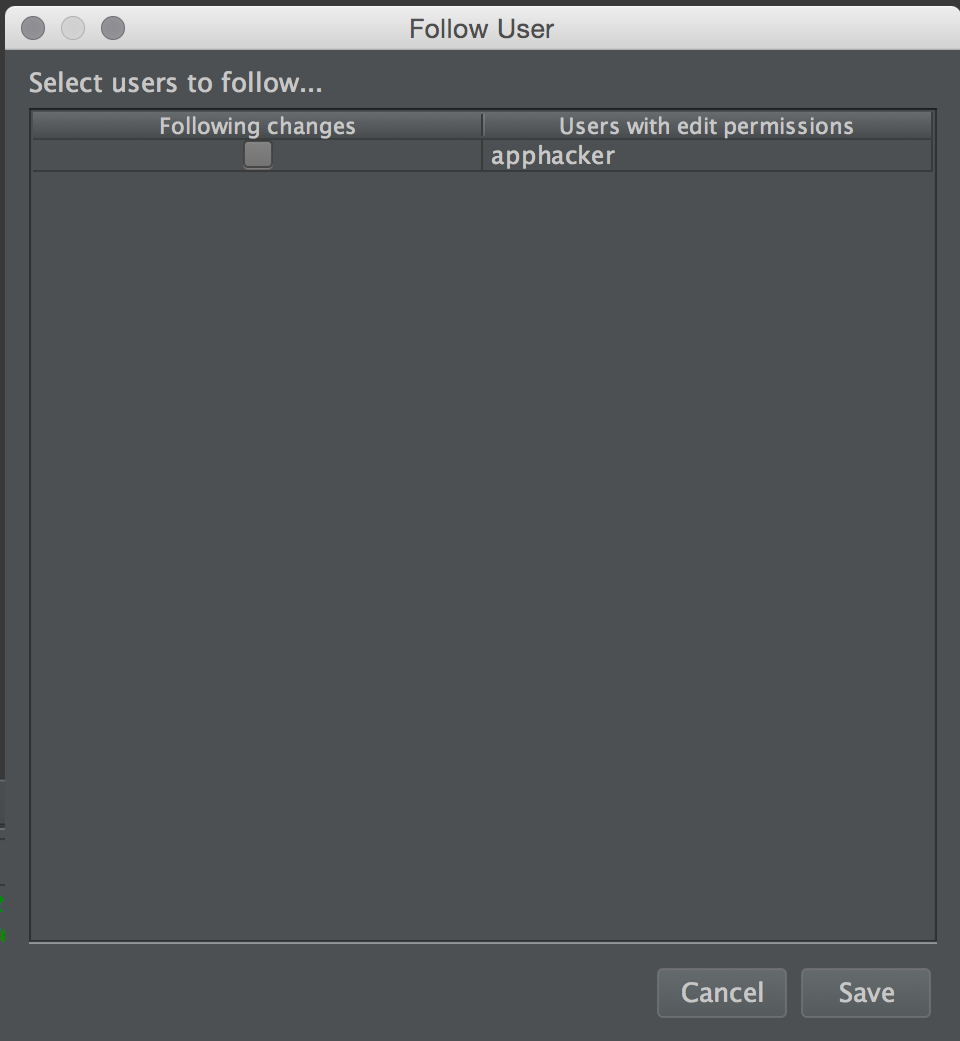 Follow User
Select users to follow...
Following changes Users with edit permissions
apphacker
Cancel Save